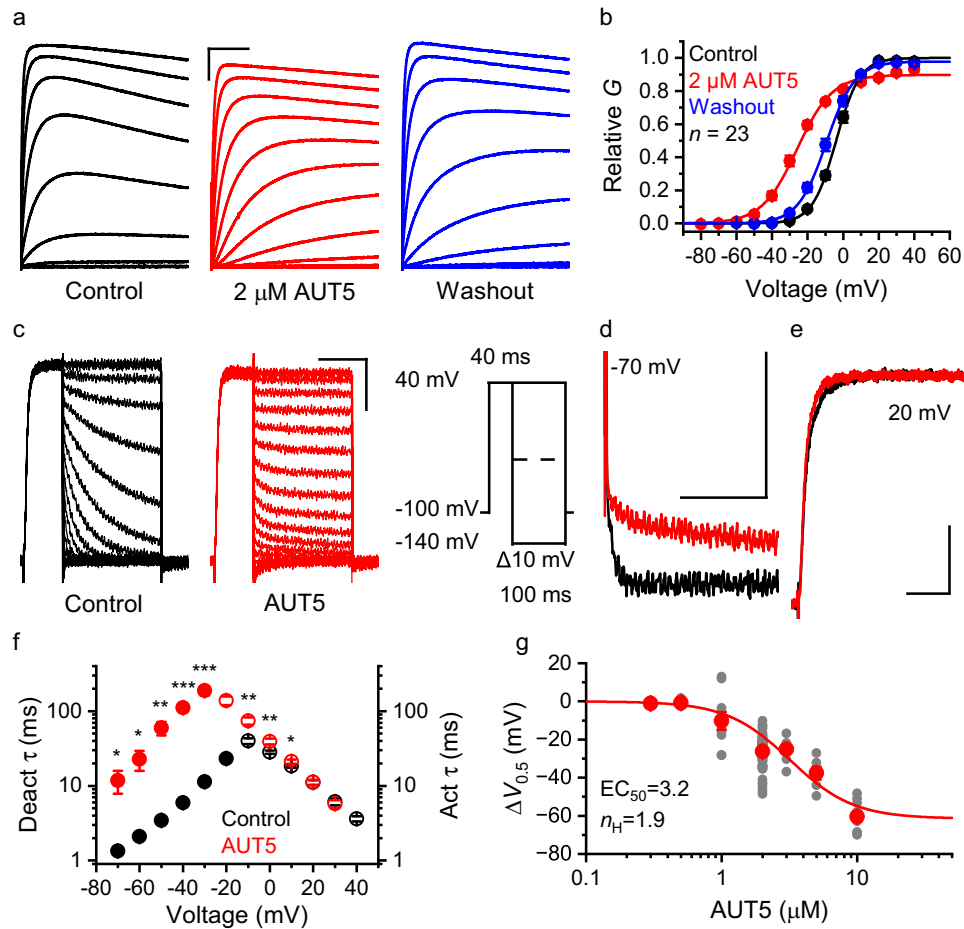 a
Control
2 μM AUT5
Washout
b
Relative G
1.0
0.8
0.6
0.4
0.2
0.0
Control
2 μM AUT5
Washout
n = 23
-80 -60 -40 -20 0 20 40 60
Voltage (mV)
c
Control
AUT5
40 ms
40 mV
-100 mV
-140 mV
Δ10 mV
100 ms
d
-70 mV
e
20 mV
f
Deact τ (ms)
100
10
1
* * ** *** *** ** ** *
Control
AUT5
Act τ (ms)
100
10
1
-80 -60 -40 -20 0 20 40
Voltage (mV)
g
ΔV0.5 (mV)
20
0
−20
−40
−60
−80
EC50=3.2
nH=1.9
0.1 1 10
AUT5 (μM)